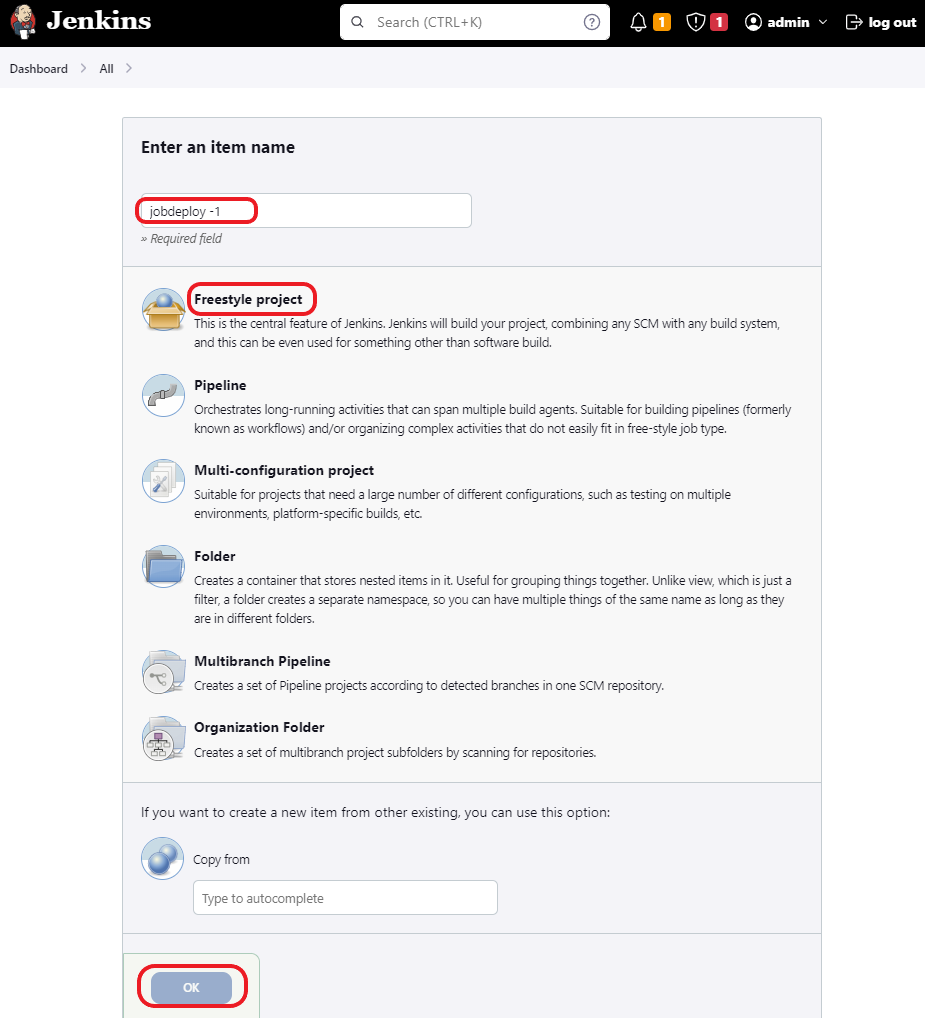 Jenkins
Search (CTRL+K)
?
1
1
admin
log out
Dashboard
All
Enter an item name
jobdeploy -1
» Required field
Freestyle project
This is the central feature of Jenkins. Jenkins will build your project, combining any SCM with any build system,
and this can be even used for something other than software build.
Pipeline
Orchestrates long-running activities that can span multiple build agents. Suitable for building pipelines (formerly
known as workflows) and/or organizing complex activities that do not easily fit in free-style job type.
Multi-configuration project
Suitable for projects that need a large number of different configurations, such as testing on multiple
environments, platform-specific builds, etc.
Folder
Creates a container that stores nested items in it. Useful for grouping things together. Unlike view, which is just a
filter, a folder creates a separate namespace, so you can have multiple things of the same name as long as they
are in different folders.
Multibranch Pipeline
Creates a set of Pipeline projects according to detected branches in one SCM repository.
Organization Folder
Creates a set of multibranch project subfolders by scanning for repositories.
If you want to create a new item from other existing, you can use this option:
Copy from
Type to autocomplete
OK